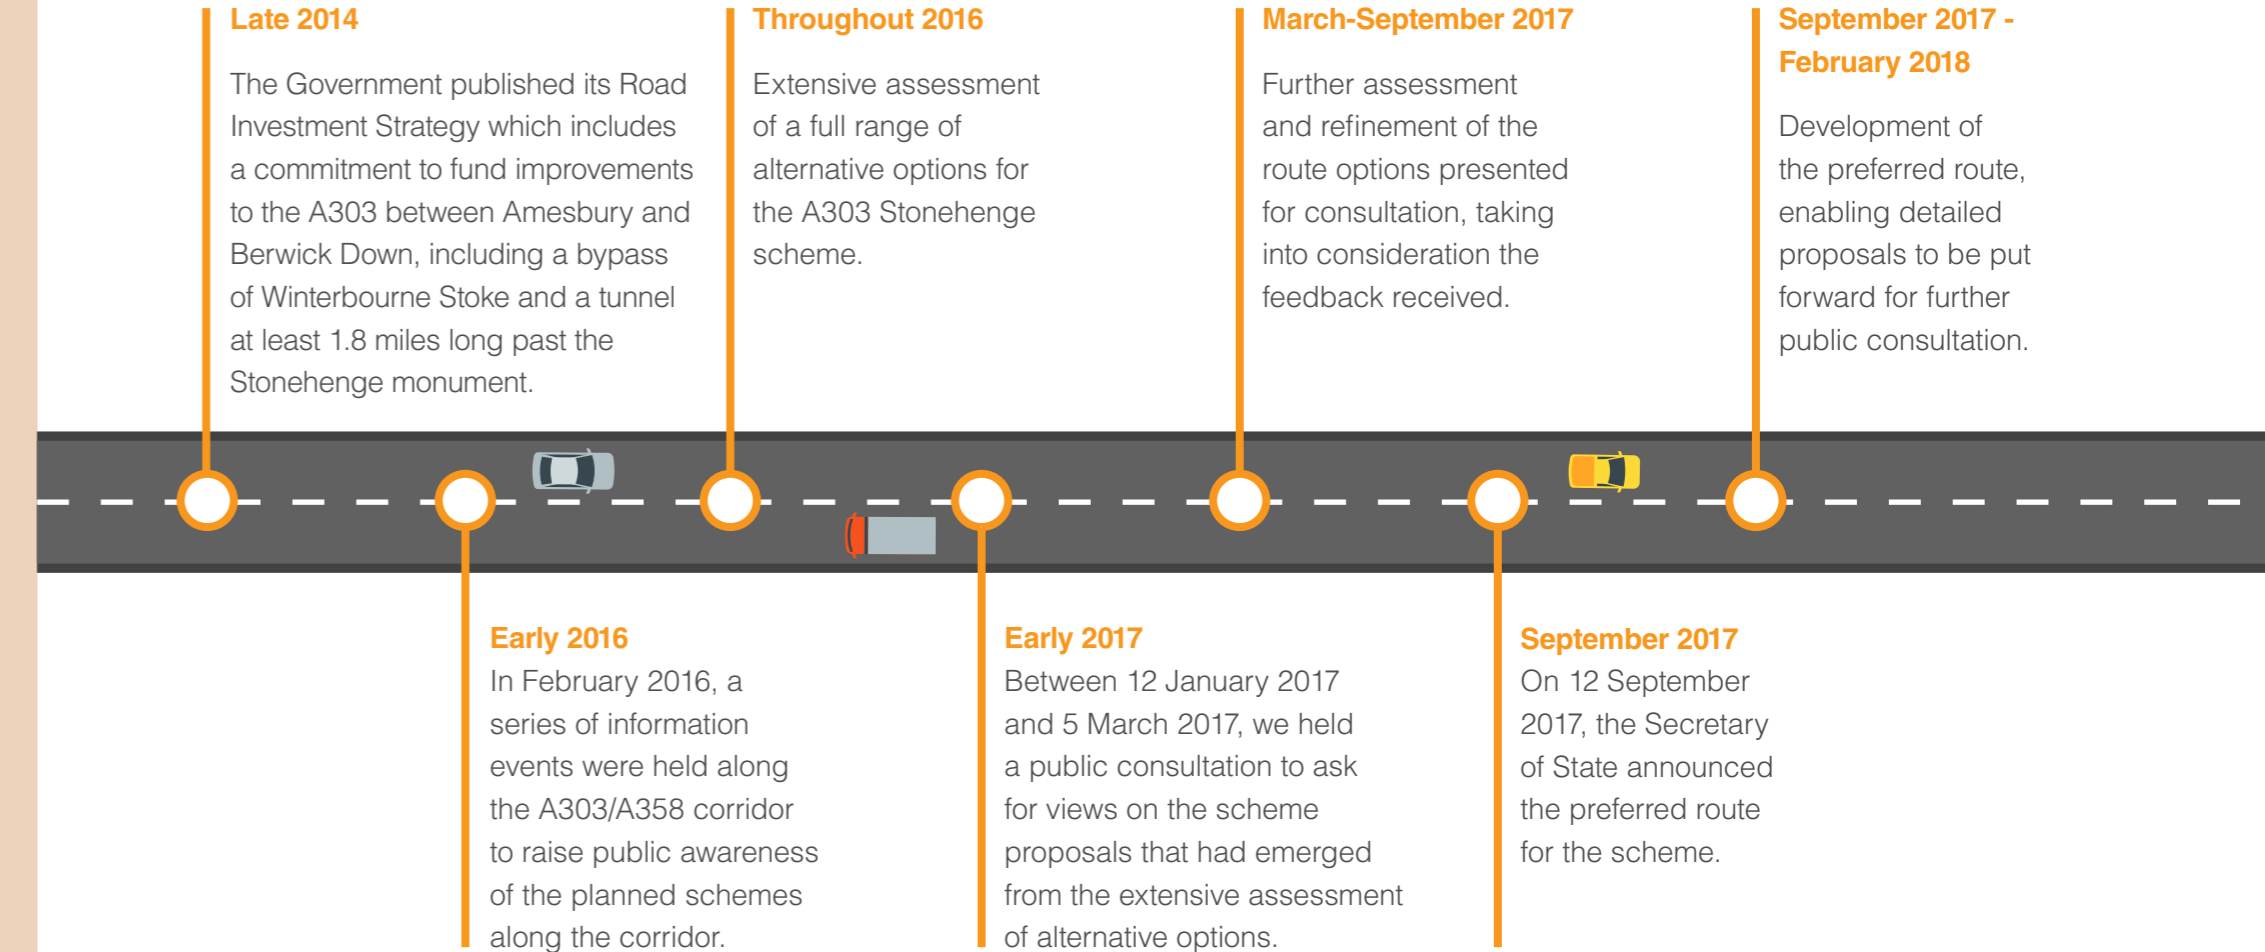 Late 2014
The Government published its Road
Investment Strategy which includes
a commitment to fund improvements
to the A303 between Amesbury and
Berwick Down, including a bypass
of Winterbourne Stoke and a tunnel
at least 1.8 miles long past the
Stonehenge monument.
Early 2016
In February 2016, a
series of information
events were held along
the A303/A358 corridor
to raise public awareness
of the planned schemes
along the corridor.
Throughout 2016
Extensive assessment
of a full range of
alternative options for
the A303 Stonehenge
scheme.
Early 2017
Between 12 January 2017
and 5 March 2017, we held
a public consultation to ask
for views on the scheme
proposals that had emerged
from the extensive assessment
of alternative options.
March-September 2017
Further assessment
and refinement of the
route options presented
for consultation, taking
into consideration the
feedback received.
September 2017
On 12 September
2017, the Secretary
of State announced
the preferred route
for the scheme.
September 2017 -
February 2018
Development of
the preferred route,
enabling detailed
proposals to be put
forward for further
public consultation.